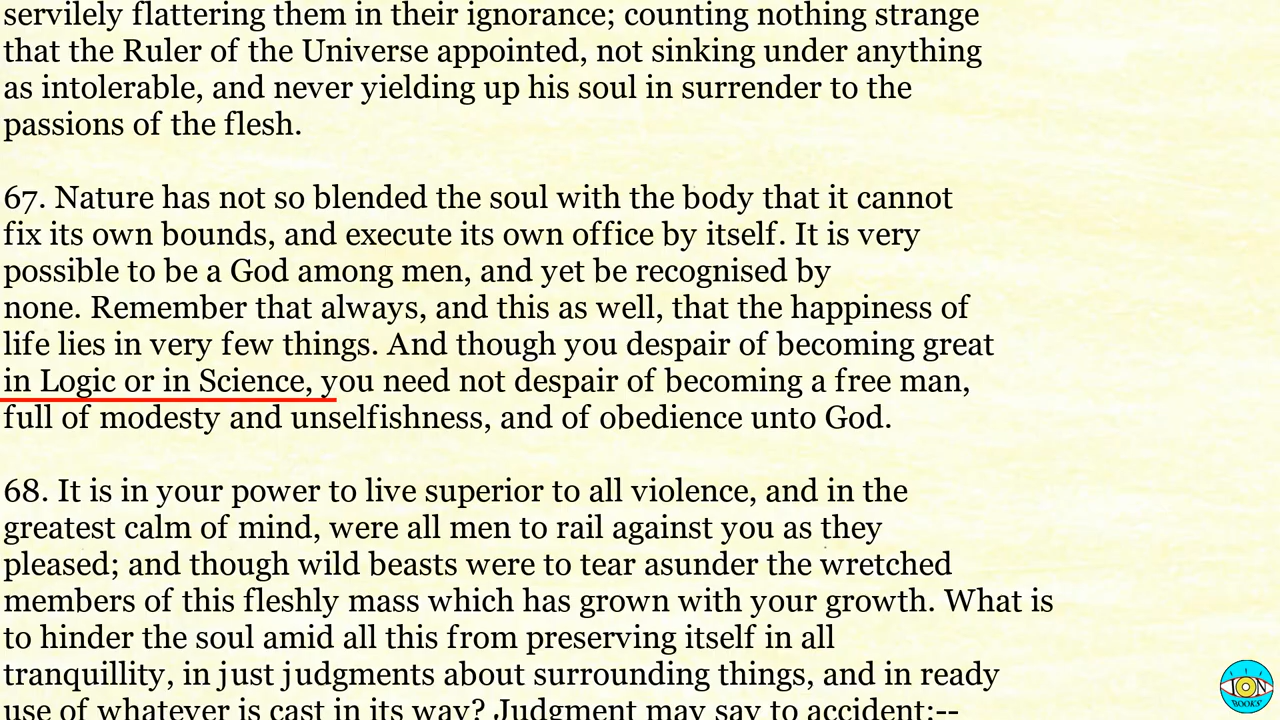 servilely flattering them in their ignorance; counting nothing strange
that the Ruler of the Universe appointed, not sinking under anything
as intolerable, and never yielding up his soul in surrender to the
passions of the flesh.
67. Nature has not so blended the soul with the body that it cannot
fix its own bounds, and execute its own office by itself. It is very
possible to be a God among men, and yet be recognised by
none. Remember that always, and this as well, that the happiness of
life lies in very few things. And though you despair of becoming great
in Logic or in Science, you need not despair of becoming a free man,
full of modesty and unselfishness, and of obedience unto God.
68. It is in your power to live superior to all violence, and in the
greatest calm of mind, were all men to rail against you as they
pleased; and though wild beasts were to tear asunder the wretched
members of this fleshly mass which has grown with your growth. What is
to hinder the soul amid all this from preserving itself in all
tranquillity, in just judgments about surrounding things, and in ready
use of whatever is cast in its way? Judgment may say to accident:--
ION
BOOKS